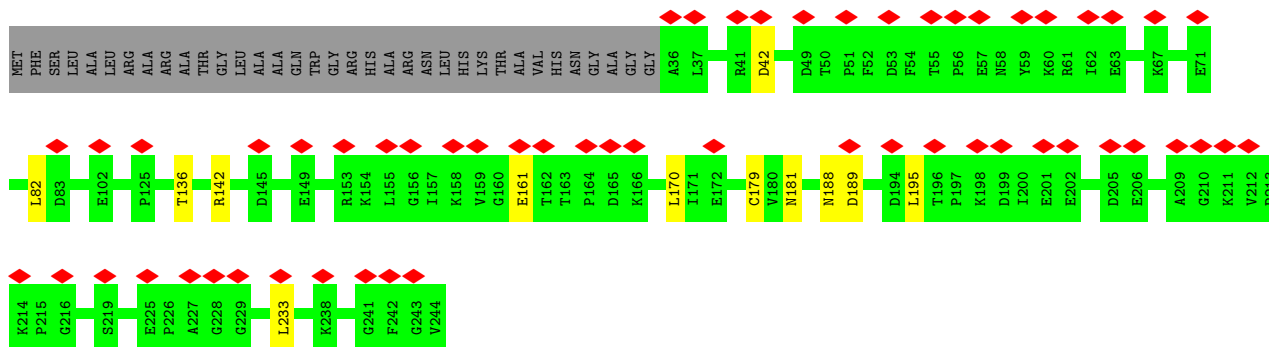 MET PHE SER LEU ALA LEU ARG ALA ARG ALA THR GLY LEU ALA ALA GLN TRP GLY ARG HIS ALA ARG ASN LEU HIS LYS THR ALA VAL HIS ASN GLY ALA GLY GLY A36 L37 R41 D42 D49 T50 P51 F52 D53 F54 T55 P56 E57 N58 Y59 K60 R61 I62 E63 K67 E71
L82 D83 E102 P125 T136 R142 D145 E149 R153 K154 L155 G156 I157 K158 V159 G160 E161 T162 T163 P164 D165 K166 L170 I171 E172 C179 V180 N181 N188 D189 D194 L195 T196 P197 K198 D199 I200 E201 E202 D205 E206 A209 G210 K211 V212
K214 P215 G216 S219 E225 P226 A227 G228 G229 L233 K238 G241 F242 G243 V244